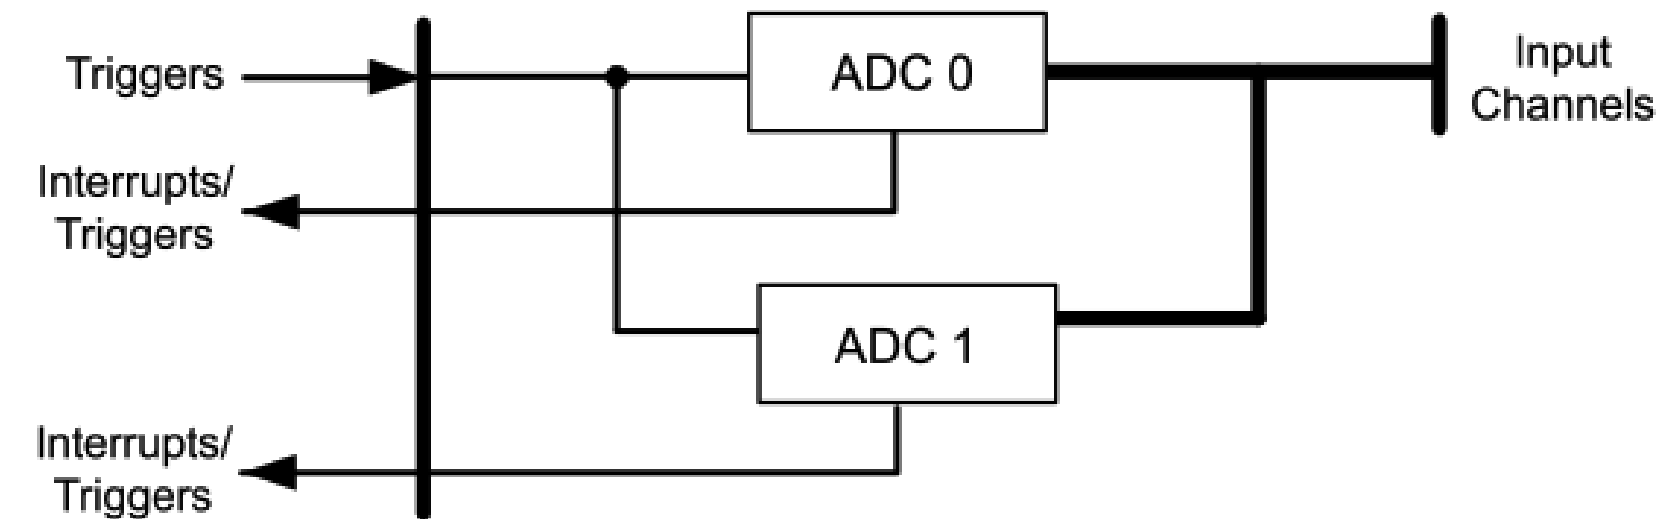 Triggers
ADC 0
Input
Channels
Interrupts/
Triggers
ADC 1
Interrupts/
Triggers